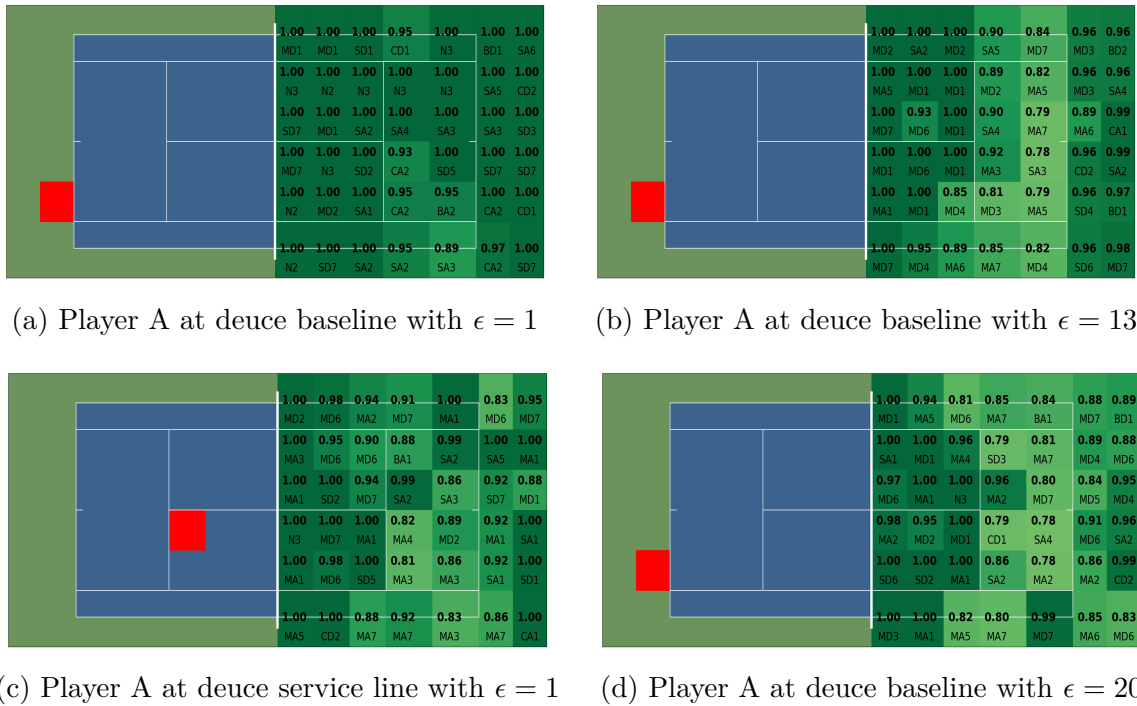 1.00 1.00 1.00 0.95 1.00 1.00 1.00
MD1 MD1 SD1 CD1 N3 BD1 SA6
1.00 1.00 1.00 1.00 1.00 1.00 1.00
N3 N2 N3 N3 N3 SA5 CD2
1.00 1.00 1.00 1.00 1.00 1.00 1.00
SD7 MD1 SA2 SA4 SA3 SA3 SD3
1.00 1.00 1.00 0.93 1.00 1.00 1.00
MD7 N3 SD2 CA2 SD5 SD7 SD7
1.00 1.00 1.00 0.95 0.95 1.00 1.00
N2 MD2 SA1 CA2 BA2 CA2 CD1
1.00 1.00 1.00 0.95 0.89 0.97 1.00
N2 SD7 SA2 SA2 SA3 CA2 SD7
(a) Player A at deuce baseline with ϵ = 1
1.00 1.00 1.00 0.90 0.84 0.96 0.96
MD2 SA2 MD2 SA5 MD7 MD3 BD2
1.00 1.00 1.00 0.89 0.82 0.96 0.96
MA5 MD1 MD1 MD2 MA5 MD3 SA4
1.00 0.93 1.00 0.90 0.79 0.89 0.99
MD7 MD6 MD1 SA4 MA7 MA6 CA1
1.00 1.00 1.00 0.92 0.78 0.96 0.99
MD1 MD6 MD1 MA3 SA3 CD2 SA2
1.00 1.00 0.85 0.81 0.79 0.96 0.97
MA1 MD1 MD4 MD3 MA5 SD4 BD1
1.00 0.95 0.89 0.85 0.82 0.96 0.98
MD7 MD4 MA6 MA7 MD4 SD6 MD7
(b) Player A at deuce baseline with ϵ = 13
1.00 0.98 0.94 0.91 1.00 0.83 0.95
MD2 MD6 MA2 MD7 MA1 MD6 MD7
1.00 0.95 0.90 0.88 0.99 1.00 1.00
MA3 MD6 MD6 BA1 SA2 SA5 MA1
1.00 1.00 0.94 0.99 0.86 0.92 0.88
MA1 SD2 MD7 SA2 SA3 SD7 MD1
1.00 1.00 1.00 0.82 0.89 0.92 1.00
N3 MD7 MA1 MA4 MD2 MA1 SA1
1.00 0.98 1.00 0.81 0.86 0.92 1.00
MA1 MD6 SD5 MA3 MA3 SA1 SD1
1.00 1.00 0.88 0.92 0.83 0.86 1.00
MA5 CD2 MA7 MA7 MA3 MA7 CA1
(c) Player A at deuce service line with ϵ = 1
1.00 0.94 0.81 0.85 0.84 0.88 0.89
MD1 MA5 MD6 MA7 BA1 MD7 BD1
1.00 1.00 0.96 0.79 0.81 0.89 0.88
SA1 MD1 MA4 SD3 MA7 MD4 MD6
0.97 1.00 1.00 0.96 0.80 0.84 0.95
MD6 MA1 N3 MA2 MD7 MD5 MD4
0.98 0.95 1.00 0.79 0.78 0.91 0.96
MA2 MD2 MD1 CD1 SA4 MD6 SA2
1.00 1.00 1.00 0.86 0.78 0.86 0.99
SD6 SD2 MA1 SA2 MA2 MA2 CD2
1.00 1.00 0.82 0.80 0.99 0.85 0.83
MD3 MA1 MA5 MA7 MD7 MA6 MD6
(d) Player A at deuce baseline with ϵ = 20